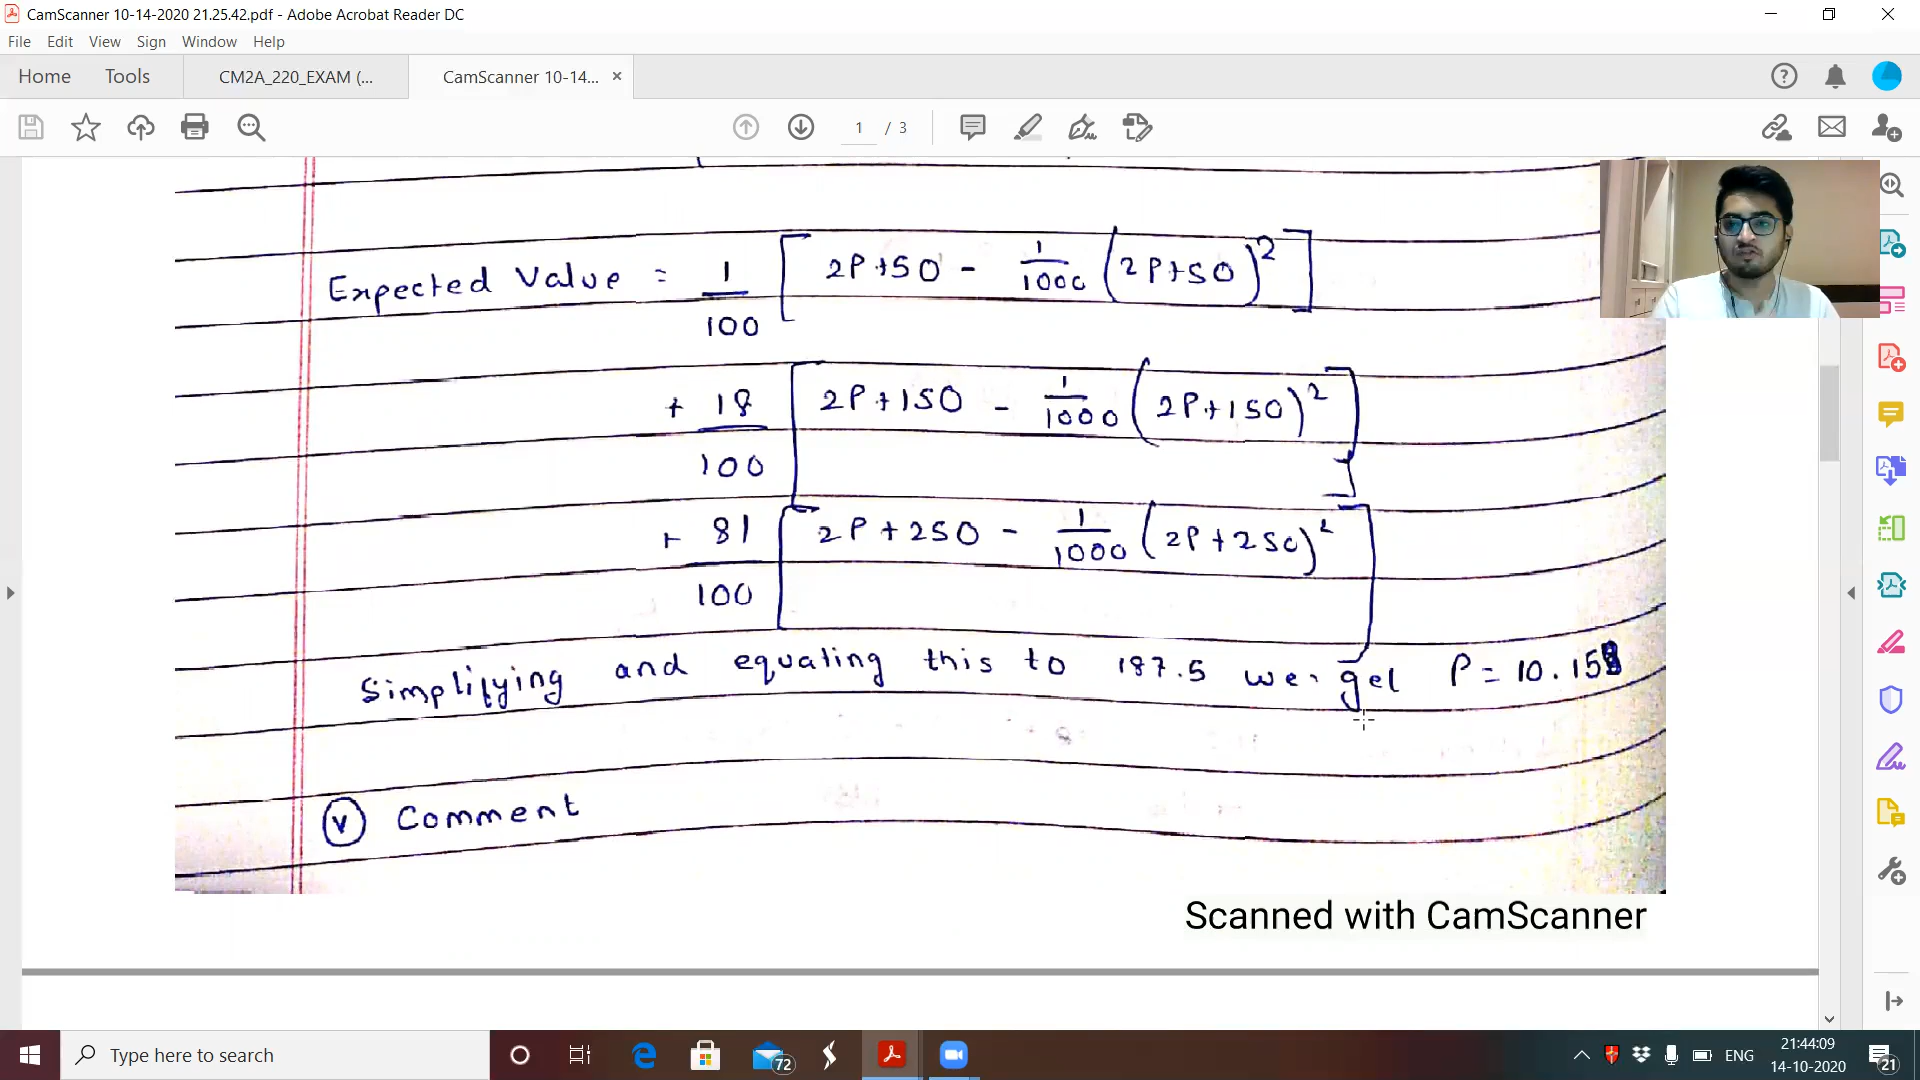 CamScanner 10-14-2020 21.25.42.pdf - Adobe Acrobat Reader DC
File Edit View Sign Window Help
Home Tools CM2A_220_EXAM (... CamScanner 10-14... ×
1 / 3
Expected Value = 1/100 [ 2P+50 - 1/1000 (2P+50)² ]
+ 18/100 [ 2P+150 - 1/1000 (2P+150)² ]
+ 81/100 [ 2P+250 - 1/1000 (2P+250)² ]
Simplifying and equating this to 187.5 we get P = 10.158
(v) Comment
Scanned with CamScanner
Type here to search
72
ENG
21:44:09
14-10-2020
21